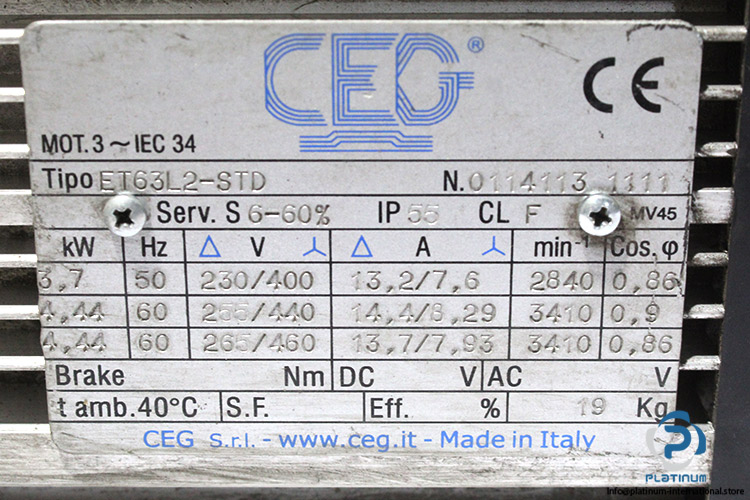 CEG ®
CE
MOT. 3 ~ IEC 34
Tipo ET63L2-STD N. 0114113 1111
Serv. S 6-60% IP 55 CL F MV45
kW Hz △ V ⅄ △ A ⅄ min⁻¹ Cos. φ
3,7 50 230/400 13,2/7,6 2840 0,86
4,44 60 255/440 14,4/8,29 3410 0,9
4,44 60 265/460 13,7/7,93 3410 0,86
Brake Nm DC V AC V
t amb. 40°C S.F. Eff. % 19 Kg
CEG s.r.l. - www.ceg.it - Made in Italy
PLATINUM
info@platinum-international.store